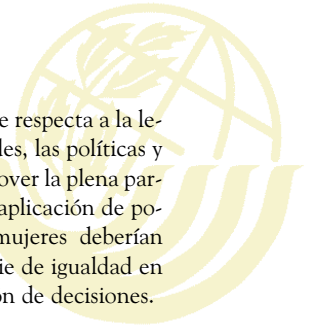 e respecta a la le-
les, las políticas y
over la plena par-
aplicación de po-
mujeres deberían
ie de igualdad en
ón de decisiones.